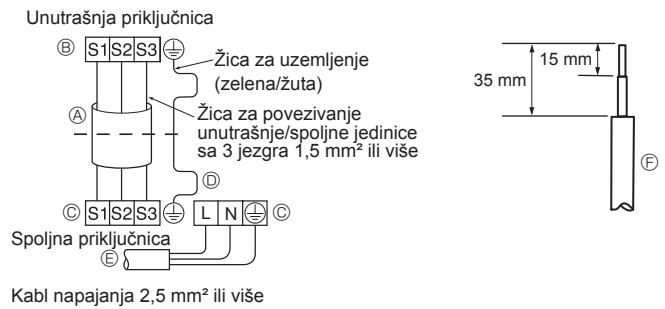 Unutrašnja priključnica
Ⓑ S1 S2 S3
Žica za uzemljenje
(zelena/žuta)
Ⓐ
Žica za povezivanje
unutrašnje/spoljne jedinice
sa 3 jezgra 1,5 mm² ili više
Ⓓ
Ⓒ S1 S2 S3 L N Ⓒ
Spoljna priključnica
Ⓔ
Kabl napajanja 2,5 mm² ili više
15 mm
35 mm
Ⓕ